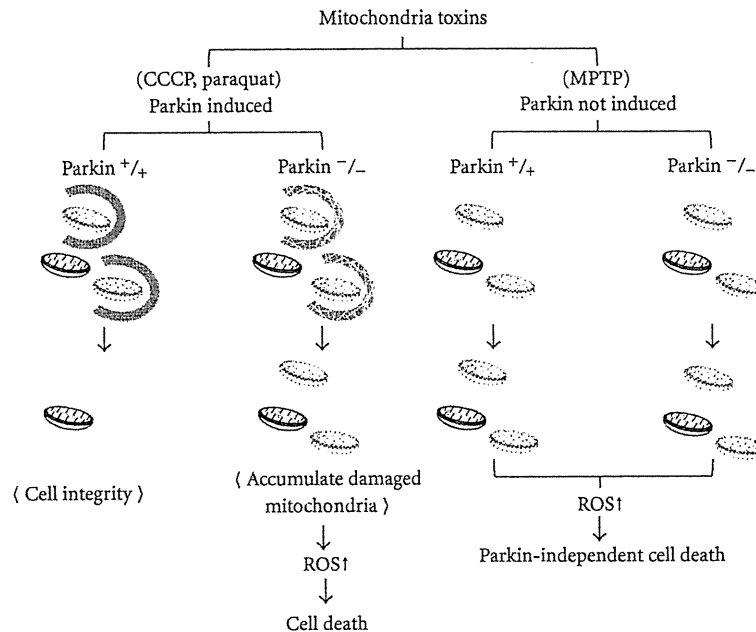 Mitochondria toxins
(CCCP, paraquat)
Parkin induced
(MPTP)
Parkin not induced
Parkin +/+
Parkin −/−
Parkin +/+
Parkin −/−
⟨ Cell integrity ⟩
⟨ Accumulate damaged
mitochondria ⟩
ROS↑
Cell death
ROS↑
Parkin-independent cell death